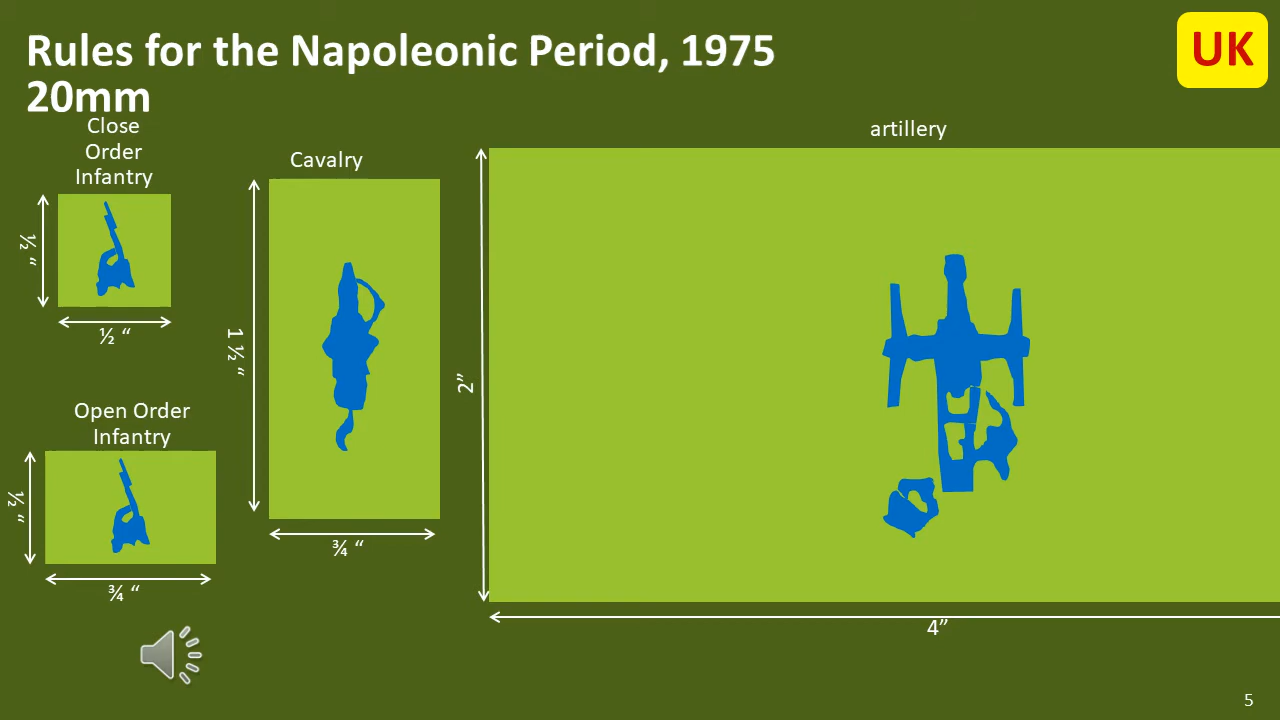 Rules for the Napoleonic Period, 1975
20mm
UK
Close
Order
Infantry
½ “
½ “
Cavalry
1 ½ “
¾ “
artillery
2”
4”
Open Order
Infantry
½ “
¾ “
5